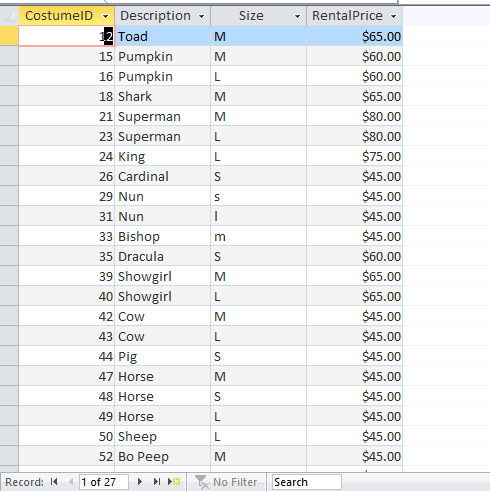 CostumeID Description Size RentalPrice
12 Toad M $65.00
15 Pumpkin M $60.00
16 Pumpkin L $60.00
18 Shark M $65.00
21 Superman M $80.00
23 Superman L $80.00
24 King L $75.00
26 Cardinal S $45.00
29 Nun s $45.00
31 Nun l $45.00
33 Bishop m $45.00
35 Dracula S $60.00
39 Showgirl M $65.00
40 Showgirl L $65.00
42 Cow M $45.00
43 Cow L $45.00
44 Pig S $45.00
47 Horse M $45.00
48 Horse S $45.00
49 Horse L $45.00
50 Sheep L $45.00
52 Bo Peep M $45.00
Record: 1 of 27 No Filter Search